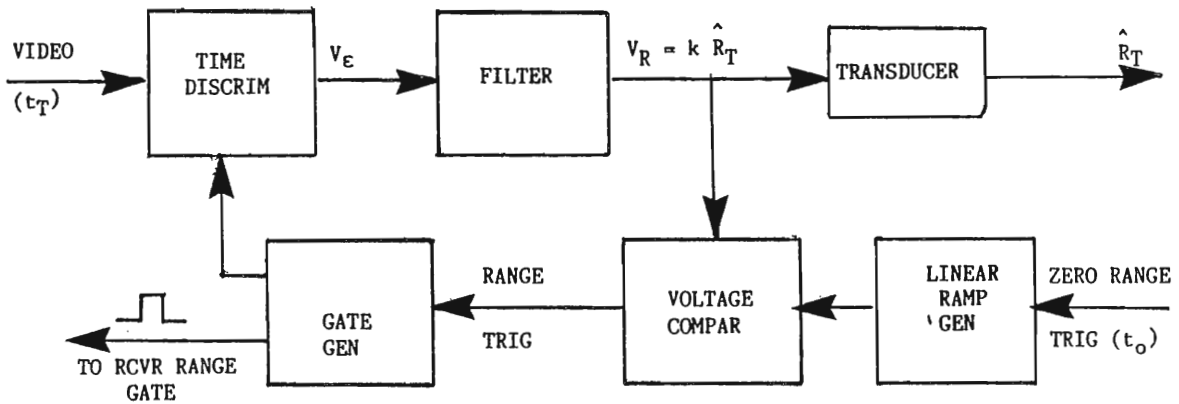 VIDEO
(t_T)
TIME
DISCRIM
V_ε
FILTER
V_R = k R̂_T
TRANSDUCER
R̂_T
GATE
GEN
RANGE
TRIG
VOLTAGE
COMPAR
LINEAR
RAMP
GEN
ZERO RANGE
TRIG (t_o)
TO RCVR RANGE
GATE